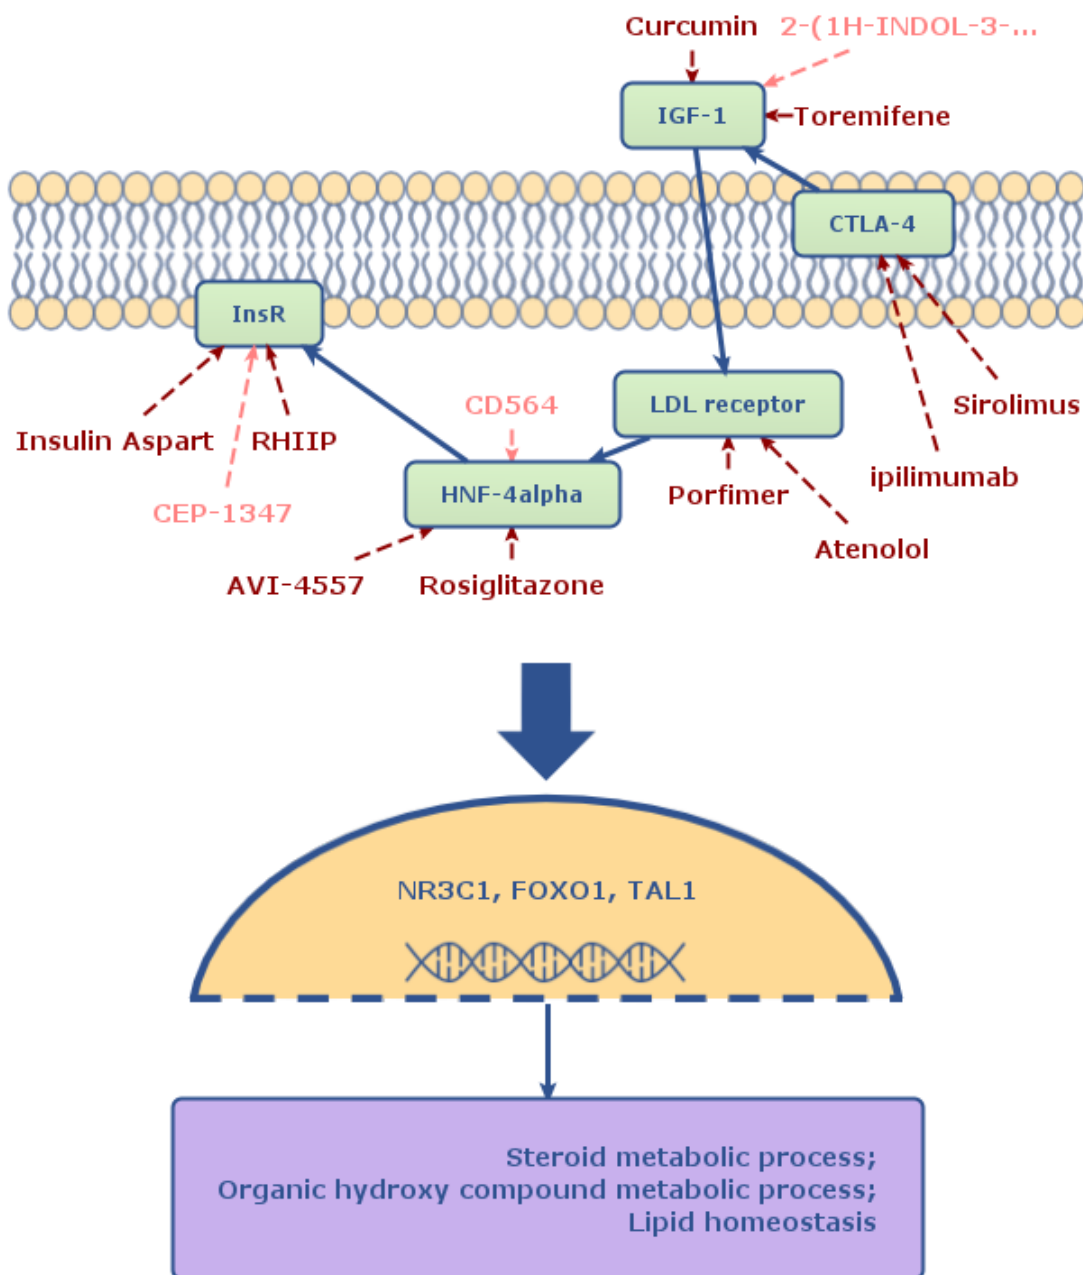 Curcumin
2-(1H-INDOL-3-...
IGF-1
Toremifene
CTLA-4
InsR
LDL receptor
CD564
Sirolimus
Insulin Aspart
RHIIP
ipilimumab
HNF-4alpha
Porfimer
CEP-1347
Atenolol
AVI-4557
Rosiglitazone
NR3C1, FOXO1, TAL1
Steroid metabolic process;
Organic hydroxy compound metabolic process;
Lipid homeostasis